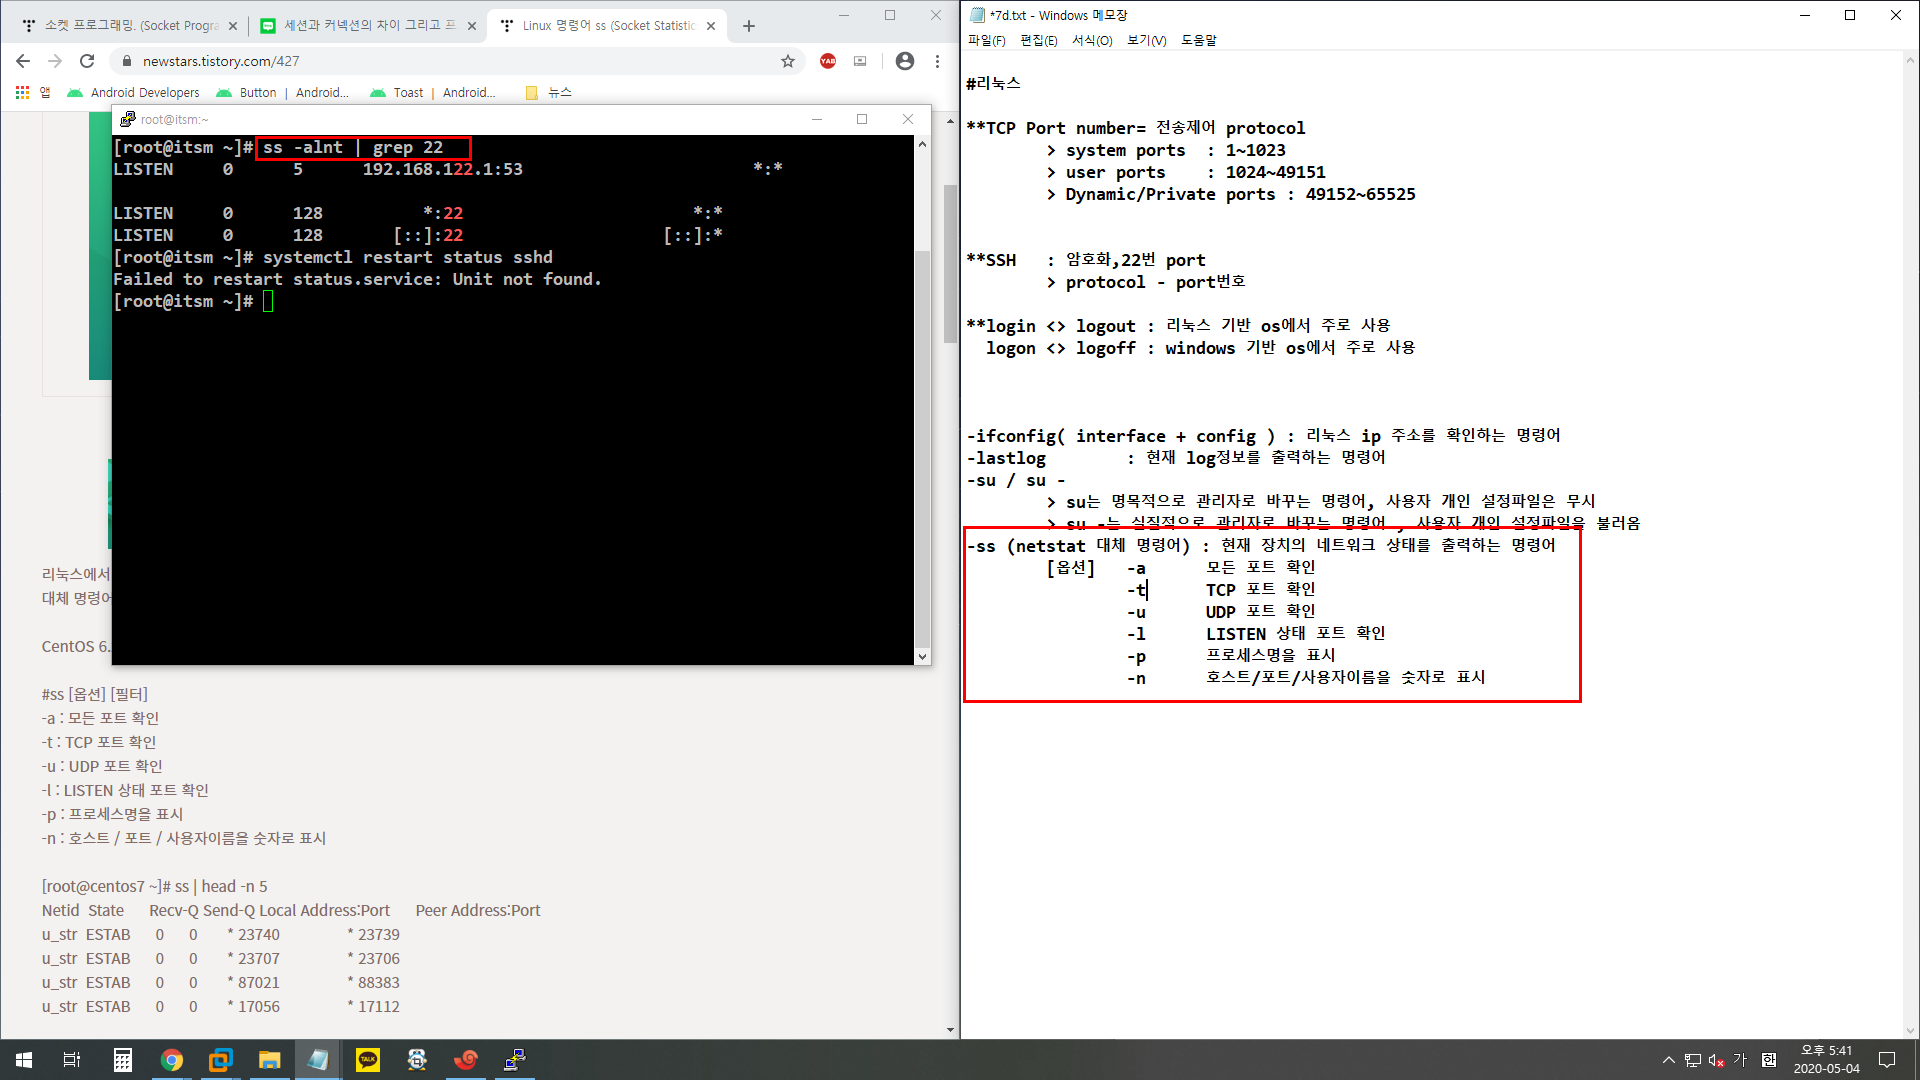 소켓 프로그래밍. (Socket Progra
세션과 커넥션의 차이 그리고 프
Linux 명령어 ss (Socket Statistic
newstars.tistory.com/427
앱
Android Developers
Button | Android...
Toast | Android...
뉴스
root@itsm:~
[root@itsm ~]# ss -alnt | grep 22
LISTEN 0 5 192.168.122.1:53 *:*
LISTEN 0 128 *:22 *:*
LISTEN 0 128 [::]:22 [::]:*
[root@itsm ~]# systemctl restart status sshd
Failed to restart status.service: Unit not found.
[root@itsm ~]#
리눅스에서
대체 명령어
CentOS 6.
#ss [옵션] [필터]
-a : 모든 포트 확인
-t : TCP 포트 확인
-u : UDP 포트 확인
-l : LISTEN 상태 포트 확인
-p : 프로세스명을 표시
-n : 호스트 / 포트 / 사용자이름을 숫자로 표시
[root@centos7 ~]# ss | head -n 5
Netid State Recv-Q Send-Q Local Address:Port Peer Address:Port
u_str ESTAB 0 0 * 23740 * 23739
u_str ESTAB 0 0 * 23707 * 23706
u_str ESTAB 0 0 * 87021 * 88383
u_str ESTAB 0 0 * 17056 * 17112
*7d.txt - Windows 메모장
파일(F) 편집(E) 서식(O) 보기(V) 도움말
#리눅스
**TCP Port number= 전송제어 protocol
> system ports : 1~1023
> user ports : 1024~49151
> Dynamic/Private ports : 49152~65525
**SSH : 암호화,22번 port
> protocol - port번호
**login <> logout : 리눅스 기반 os에서 주로 사용
logon <> logoff : windows 기반 os에서 주로 사용
-ifconfig( interface + config ) : 리눅스 ip 주소를 확인하는 명령어
-lastlog : 현재 log정보를 출력하는 명령어
-su / su -
> su는 명목적으로 관리자로 바꾸는 명령어, 사용자 개인 설정파일은 무시
> su -는 실질적으로 관리자로 바꾸는 명령어 , 사용자 개인 설정파일을 불러옴
-ss (netstat 대체 명령어) : 현재 장치의 네트워크 상태를 출력하는 명령어
[옵션] -a 모든 포트 확인
-t TCP 포트 확인
-u UDP 포트 확인
-l LISTEN 상태 포트 확인
-p 프로세스명을 표시
-n 호스트/포트/사용자이름을 숫자로 표시
YAB
TALK
가
한
오후 5:41
2020-05-04